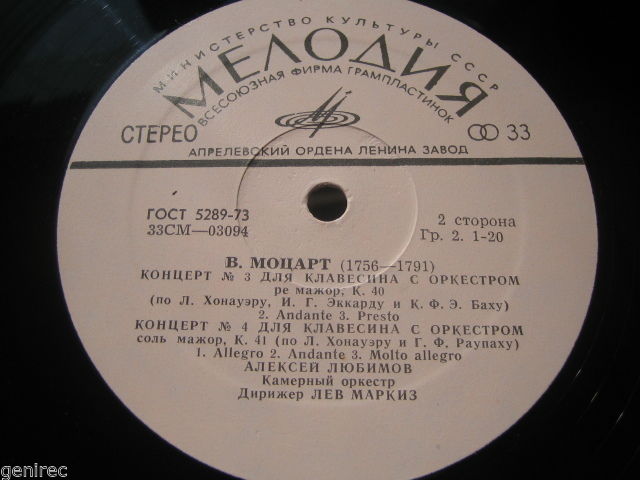 МИНИСТЕРСТВО КУЛЬТУРЫ СССР
МЕЛОДИЯ
ВСЕСОЮЗНАЯ ФИРМА ГРАМПЛАСТИНОК
СТЕРЕО
33
АПРЕЛЕВСКИЙ ОРДЕНА ЛЕНИНА ЗАВОД
ГОСТ 5289-73
33СМ—03094
2 сторона
Гр. 2. 1-20
В. МОЦАРТ (1756—1791)
КОНЦЕРТ № 3 ДЛЯ КЛАВЕСИНА С ОРКЕСТРОМ
ре мажор, К. 40
(по Л. Хонауэру, И. Г. Эккарду и К. Ф. Э. Баху)
2. Andante 3. Presto
КОНЦЕРТ № 4 ДЛЯ КЛАВЕСИНА С ОРКЕСТРОМ
соль мажор, К. 41 (по Л. Хонауэру и Г. Ф. Раупаху)
1. Allegro 2. Andante 3. Molto allegro
АЛЕКСЕЙ ЛЮБИМОВ
Камерный оркестр
Дирижер ЛЕВ МАРКИЗ
genirec